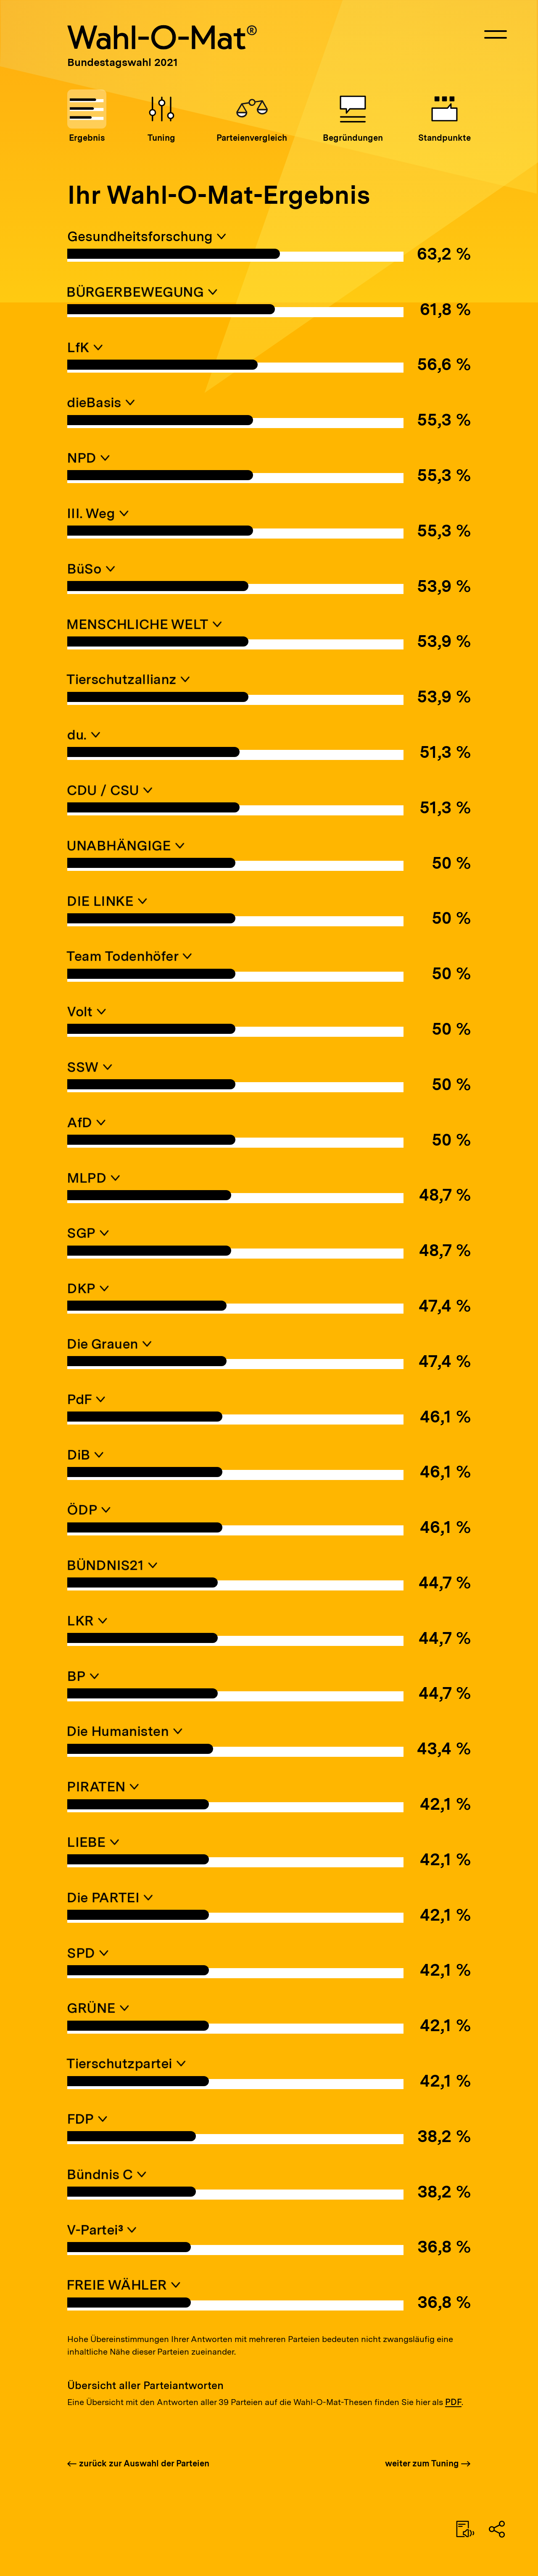 Wahl-O-Mat®
Bundestagswahl 2021
Ergebnis Tuning Parteienvergleich Begründungen Standpunkte
Ihr Wahl-O-Mat-Ergebnis
Gesundheitsforschung
63,2 %
BÜRGERBEWEGUNG
61,8 %
LfK
56,6 %
dieBasis
55,3 %
NPD
55,3 %
III. Weg
55,3 %
BüSo
53,9 %
MENSCHLICHE WELT
53,9 %
Tierschutzallianz
53,9 %
du.
51,3 %
CDU / CSU
51,3 %
UNABHÄNGIGE
50 %
DIE LINKE
50 %
Team Todenhöfer
50 %
Volt
50 %
SSW
50 %
AfD
50 %
MLPD
48,7 %
SGP
48,7 %
DKP
47,4 %
Die Grauen
47,4 %
PdF
46,1 %
DiB
46,1 %
ÖDP
46,1 %
BÜNDNIS21
44,7 %
LKR
44,7 %
BP
44,7 %
Die Humanisten
43,4 %
PIRATEN
42,1 %
LIEBE
42,1 %
Die PARTEI
42,1 %
SPD
42,1 %
GRÜNE
42,1 %
Tierschutzpartei
42,1 %
FDP
38,2 %
Bündnis C
38,2 %
V-Partei³
36,8 %
FREIE WÄHLER
36,8 %
Hohe Übereinstimmungen Ihrer Antworten mit mehreren Parteien bedeuten nicht zwangsläufig eine
inhaltliche Nähe dieser Parteien zueinander.
Übersicht aller Parteiantworten
Eine Übersicht mit den Antworten aller 39 Parteien auf die Wahl-O-Mat-Thesen finden Sie hier als PDF.
← zurück zur Auswahl der Parteien weiter zum Tuning →